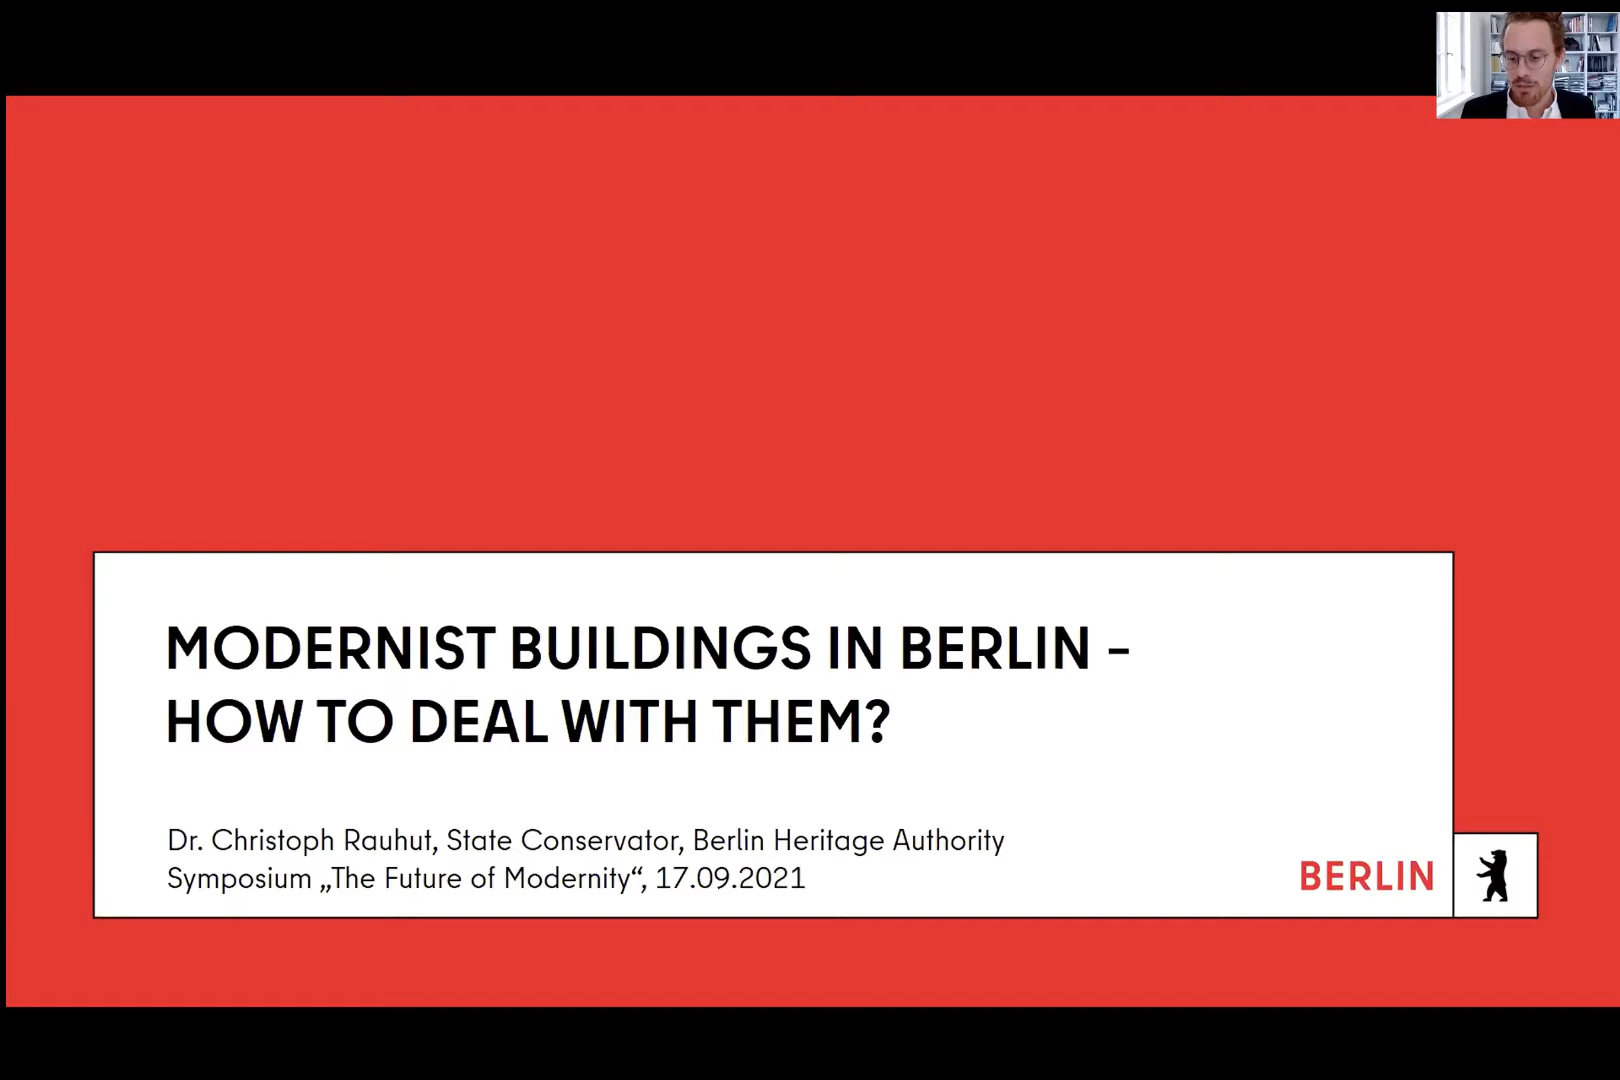 MODERNIST BUILDINGS IN BERLIN –
HOW TO DEAL WITH THEM?
Dr. Christoph Rauhut, State Conservator, Berlin Heritage Authority
Symposium „The Future of Modernity“, 17.09.2021
BERLIN